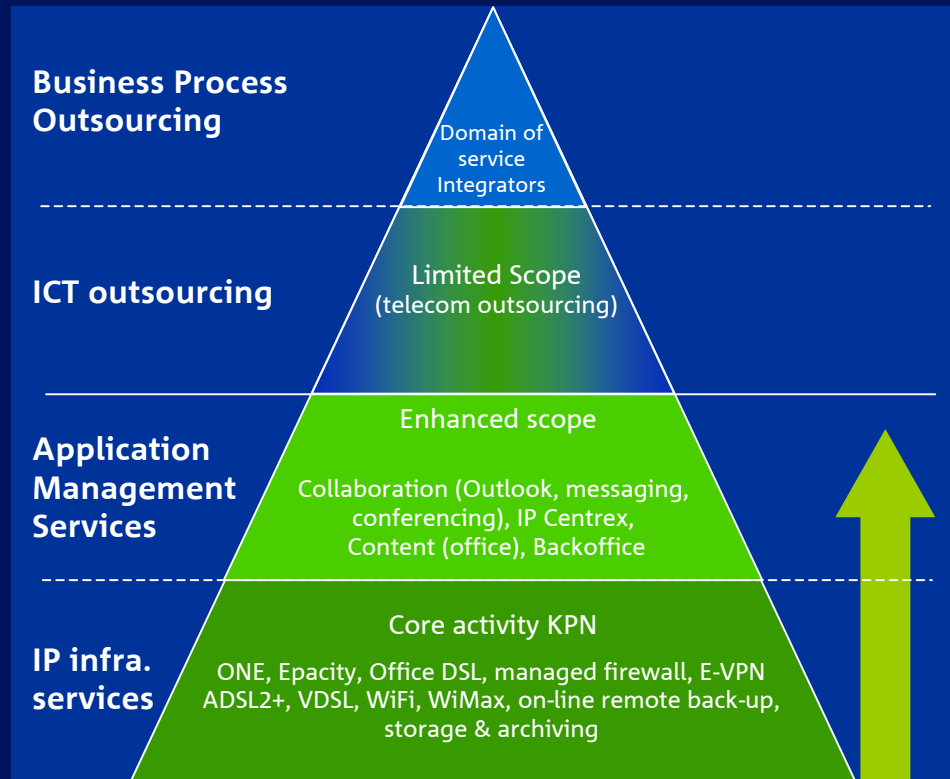 Business Process
Outsourcing
Domain of
service
Integrators
ICT outsourcing
Limited Scope
(telecom outsourcing)
Application
Management
Services
Enhanced scope
Collaboration (Outlook, messaging,
conferencing), IP Centrex,
Content (office), Backoffice
IP infra.
services
Core activity KPN
ONE, Epacity, Office DSL, managed firewall, E-VPN
ADSL2+, VDSL, WiFi, WiMax, on-line remote back-up,
storage & archiving